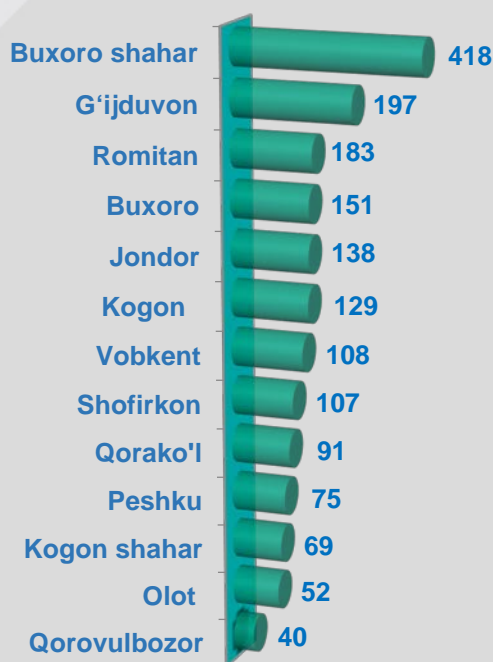 Buxoro shahar 418
G‘ijduvon 197
Romitan 183
Buxoro 151
Jondor 138
Kogon 129
Vobkent 108
Shofirkon 107
Qorako'l 91
Peshku 75
Kogon shahar 69
Olot 52
Qorovulbozor 40